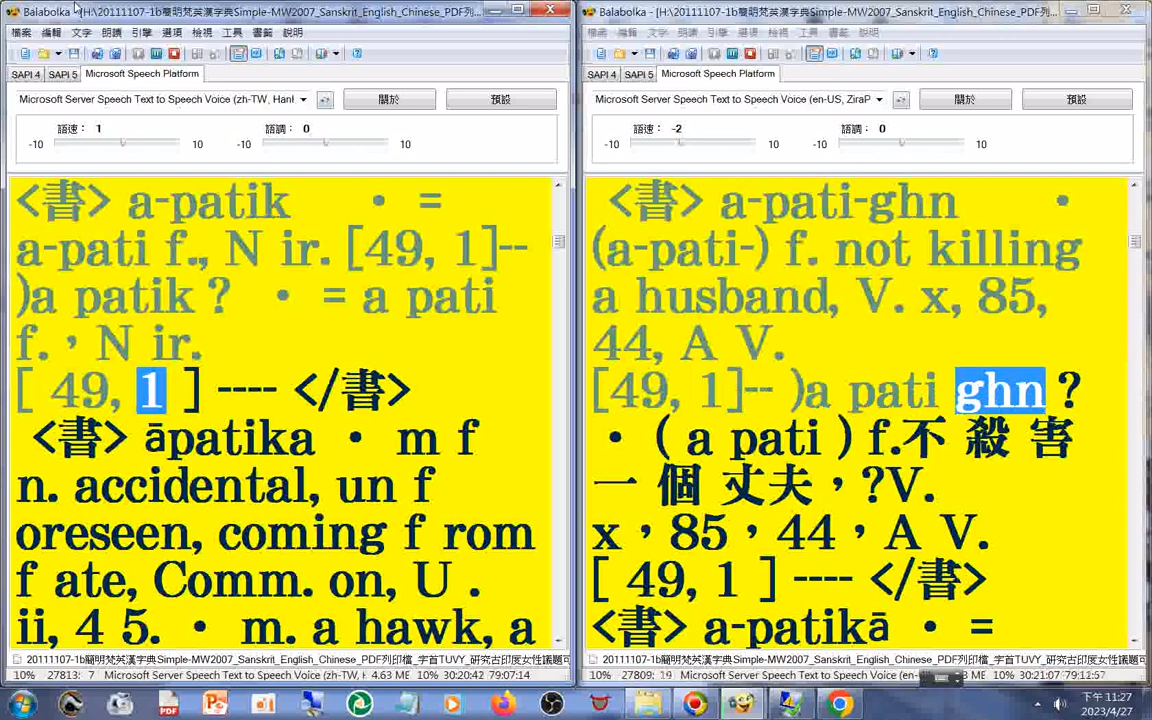 Balabolka - [H:\20111107-1b簡明梵英漢字典Simple-MW2007_Sanskrit_English_Chinese_PDF列...
檔案 編輯 文字 朗讀 引擎 選項 檢視 工具 書籤 說明
SAPI 4 SAPI 5 Microsoft Speech Platform
Microsoft Server Speech Text to Speech Voice (zh-TW, Hanl 關於 預設
語速： 1 語調： 0
-10 10 -10 10
<書> a-patik • =
a-pati f., N ir. [49, 1]--
)a patik ? • = a pati
f.，N ir.
[ 49, 1 ] ---- </書>
<書> āpatika • m f
n. accidental, un f
oreseen, coming f rom
f ate, Comm. on, U .
ii, 4 5. • m. a hawk, a
20111107-1b簡明梵英漢字典Simple-MW2007_Sanskrit_English_Chinese_PDF列印檔_字首TUVY_研究古印度女性議題可
10% 27813: 7 Microsoft Server Speech Text to Speech Voice (zh-TW, H 4.63 ME 10% 30:20:42 79:07:14
Balabolka - [H:\20111107-1b簡明梵英漢字典Simple-MW2007_Sanskrit_English_Chinese_PDF列...
檔案 編輯 文字 朗讀 引擎 選項 檢視 工具 書籤 說明
SAPI 4 SAPI 5 Microsoft Speech Platform
Microsoft Server Speech Text to Speech Voice (en-US, ZiraP 關於 預設
語速： -2 語調： 0
-10 10 -10 10
<書> a-pati-ghn •
(a-pati-) f. not killing
a husband, V. x, 85,
44, A V.
[49, 1]-- )a pati ghn ?
• ( a pati ) f.不 殺 害
一 個 丈夫，?V.
x，85，44，A V.
[ 49, 1 ] ---- </書>
<書> a-patikā • =
20111107-1b簡明梵英漢字典Simple-MW2007_Sanskrit_English_Chinese_PDF列印檔_字首TUVY_研究古印度女性議題可
10% 27809: 19 Microsoft Server Speech Text to Speech Voice (en-US, 4.63 ME 10% 30:21:07 79:12:57
下午 11:27
2023/4/27